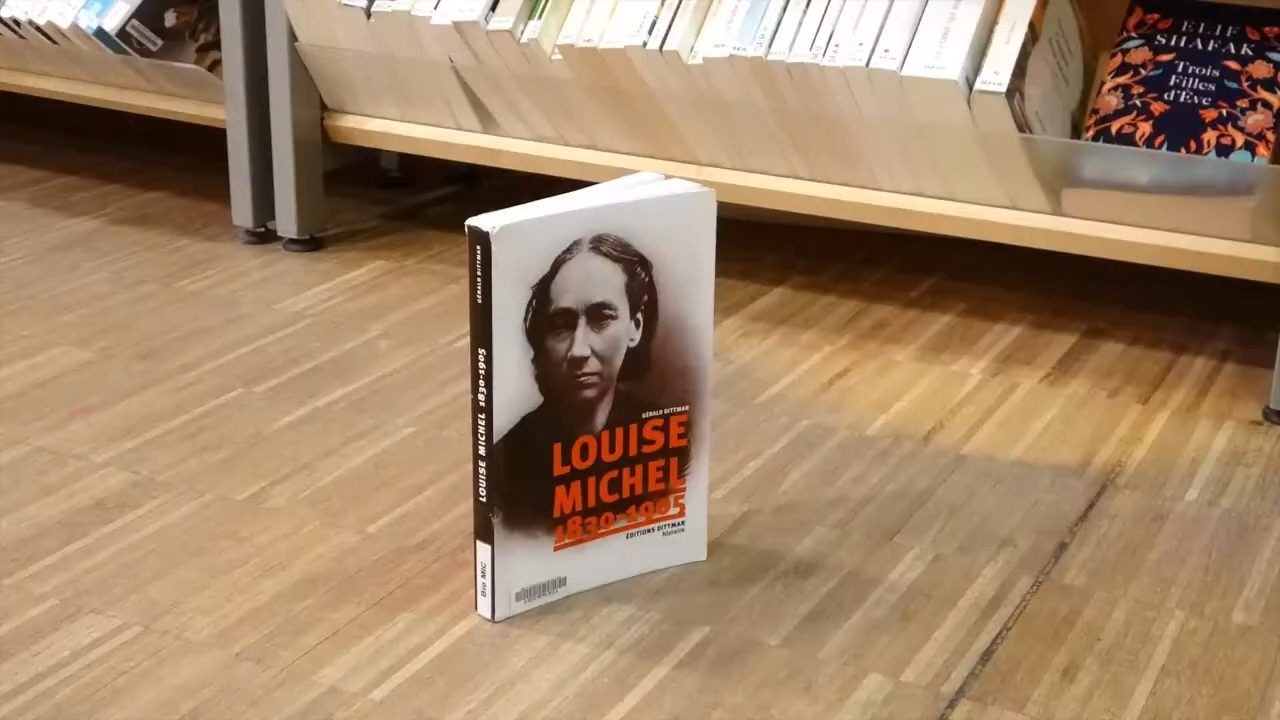 ELIF
SHAFAK
Trois
Filles
d'Ève
GÉRALD DITTMAR
LOUISE MICHEL 1830-1905
Bio MIC
GÉRALD DITTMAR
LOUISE
MICHEL
1830-1905
ÉDITIONS DITTMAR
histoire